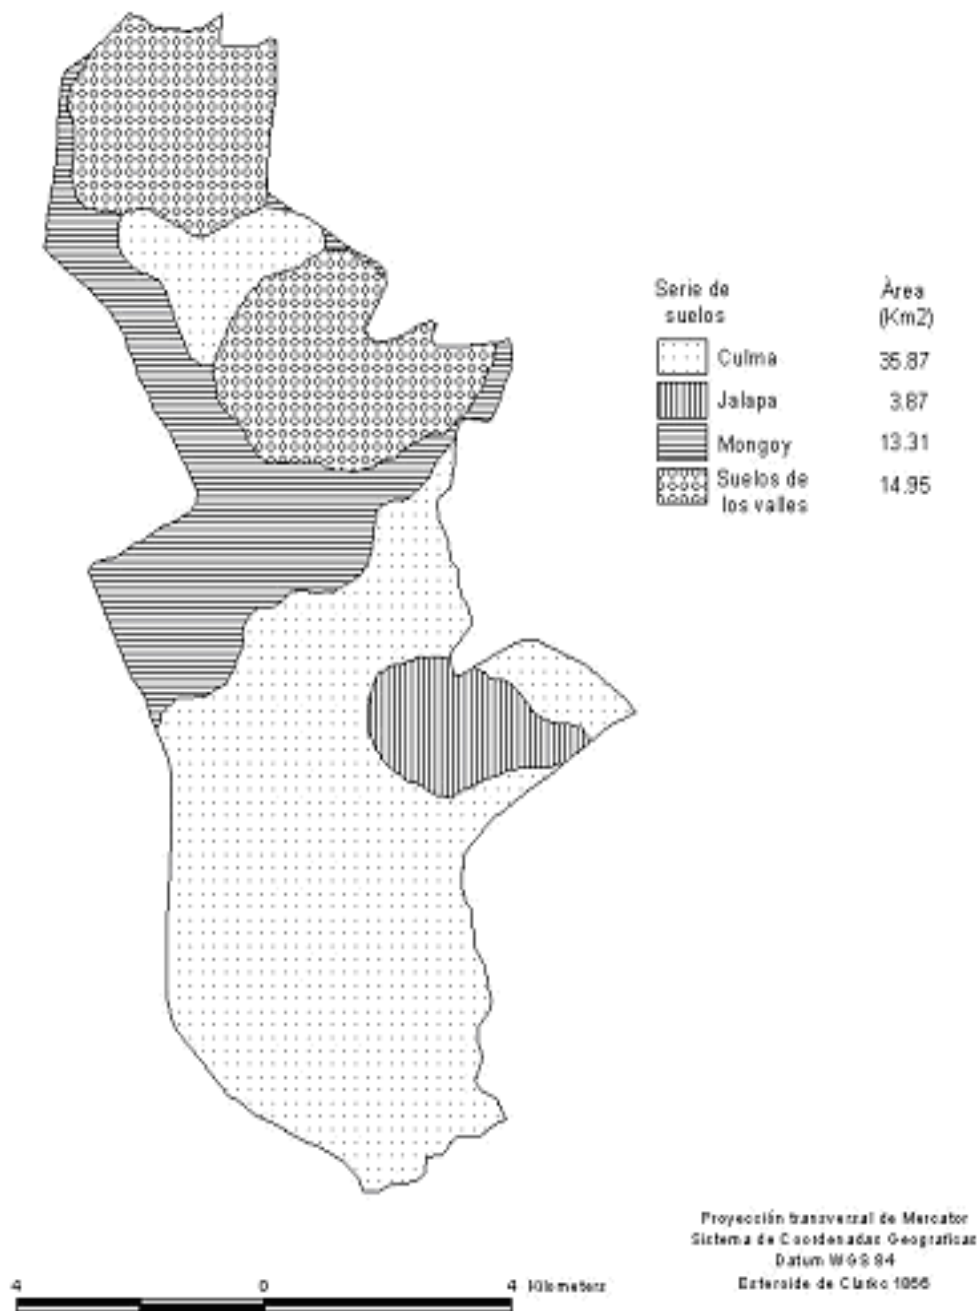 Serie de suelos
Àrea (Km2)
Culma 35.87
Jalapa 3.87
Mongoy 13.31
Suelos de los valles 14.95
Proyección transversal de Mercator
Sistema de Coordenadas Geograficas
Datum WGS 84
Esteroide de Clarke 1866
4 0 4 Kilometers